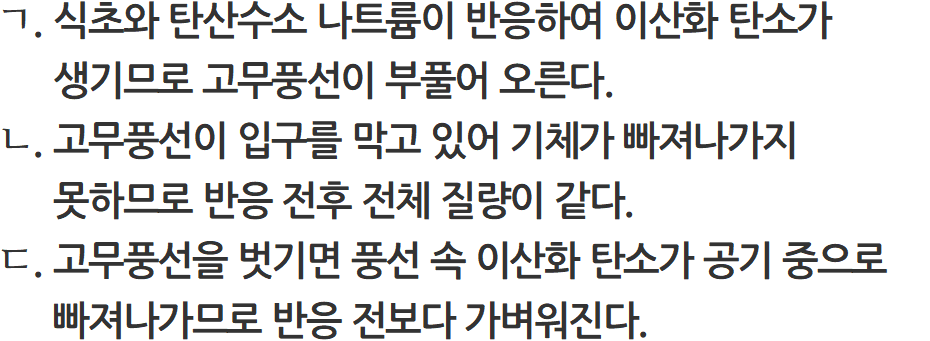 ㄱ. 식초와 탄산수소 나트륨이 반응하여 이산화 탄소가
생기므로 고무풍선이 부풀어 오른다.
ㄴ. 고무풍선이 입구를 막고 있어 기체가 빠져나가지
못하므로 반응 전후 전체 질량이 같다.
ㄷ. 고무풍선을 벗기면 풍선 속 이산화 탄소가 공기 중으로
빠져나가므로 반응 전보다 가벼워진다.